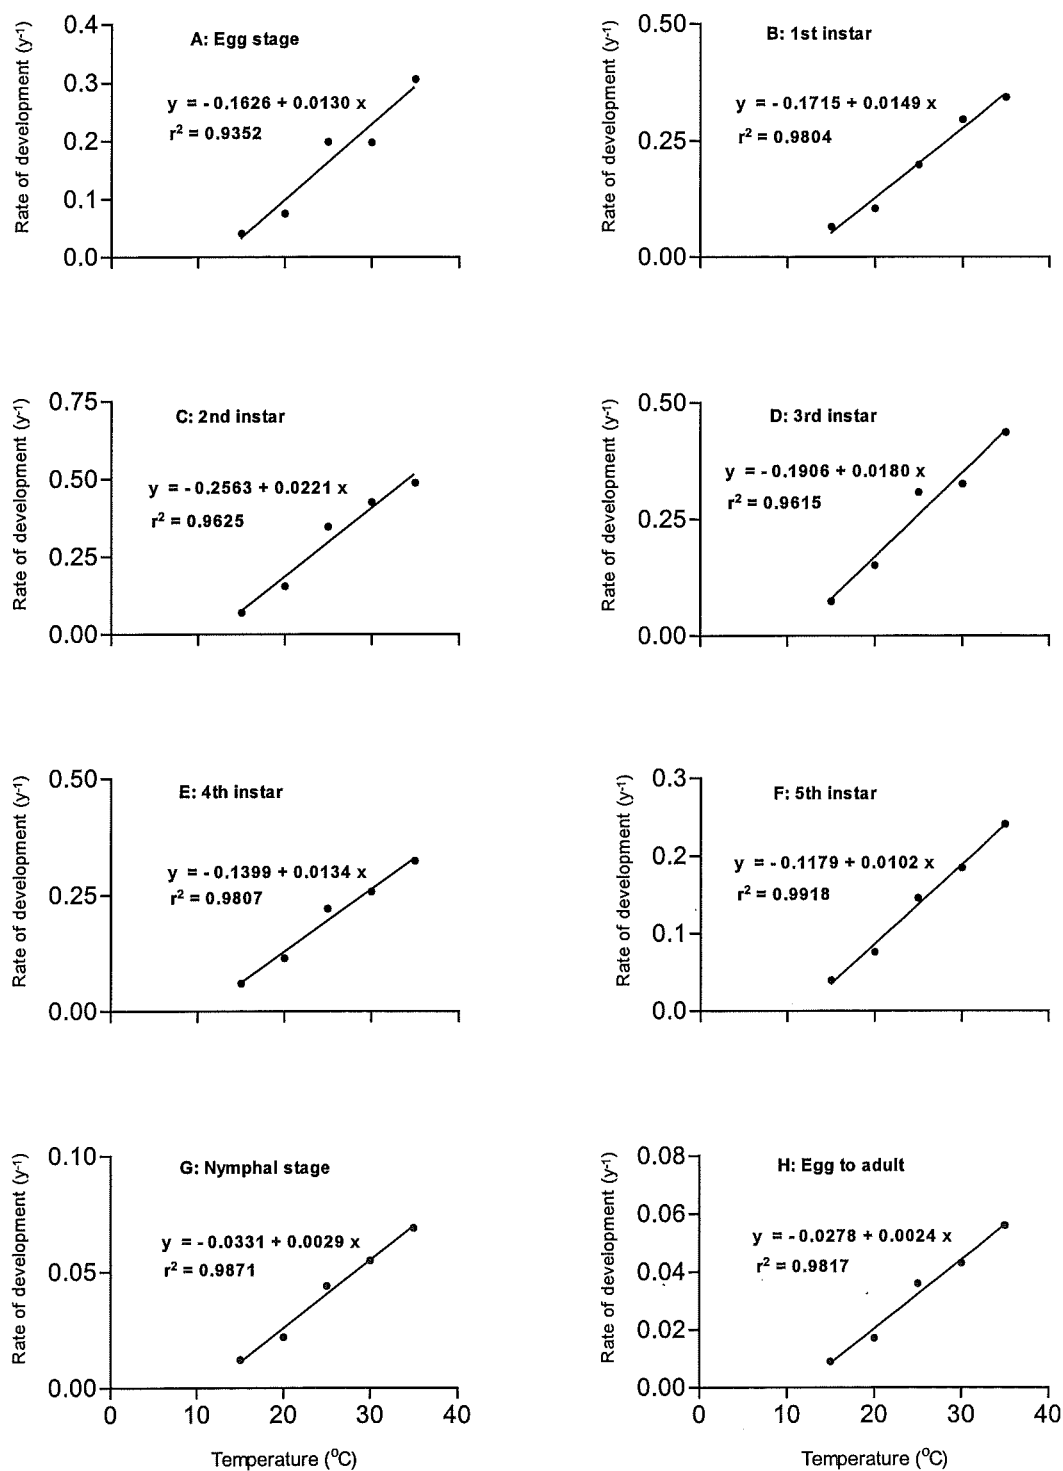 A: Egg stage
y = - 0.1626 + 0.0130 x
r² = 0.9352
Rate of development (y⁻¹)
0.4
0.3
0.2
0.1
0.0
B: 1st instar
y = - 0.1715 + 0.0149 x
r² = 0.9804
Rate of development (y⁻¹)
0.50
0.25
0.00
C: 2nd instar
y = - 0.2563 + 0.0221 x
r² = 0.9625
Rate of development (y⁻¹)
0.75
0.50
0.25
0.00
D: 3rd instar
y = - 0.1906 + 0.0180 x
r² = 0.9615
Rate of development (y⁻¹)
0.50
0.25
0.00
E: 4th instar
y = - 0.1399 + 0.0134 x
r² = 0.9807
Rate of development (y⁻¹)
0.50
0.25
0.00
F: 5th instar
y = - 0.1179 + 0.0102 x
r² = 0.9918
Rate of development (y⁻¹)
0.3
0.2
0.1
0.0
G: Nymphal stage
y = - 0.0331 + 0.0029 x
r² = 0.9871
Rate of development (y⁻¹)
0.10
0.05
0.00
0 10 20 30 40
Temperature (°C)
H: Egg to adult
y = - 0.0278 + 0.0024 x
r² = 0.9817
Rate of development (y⁻¹)
0.08
0.06
0.04
0.02
0.00
0 10 20 30 40
Temperature (°C)